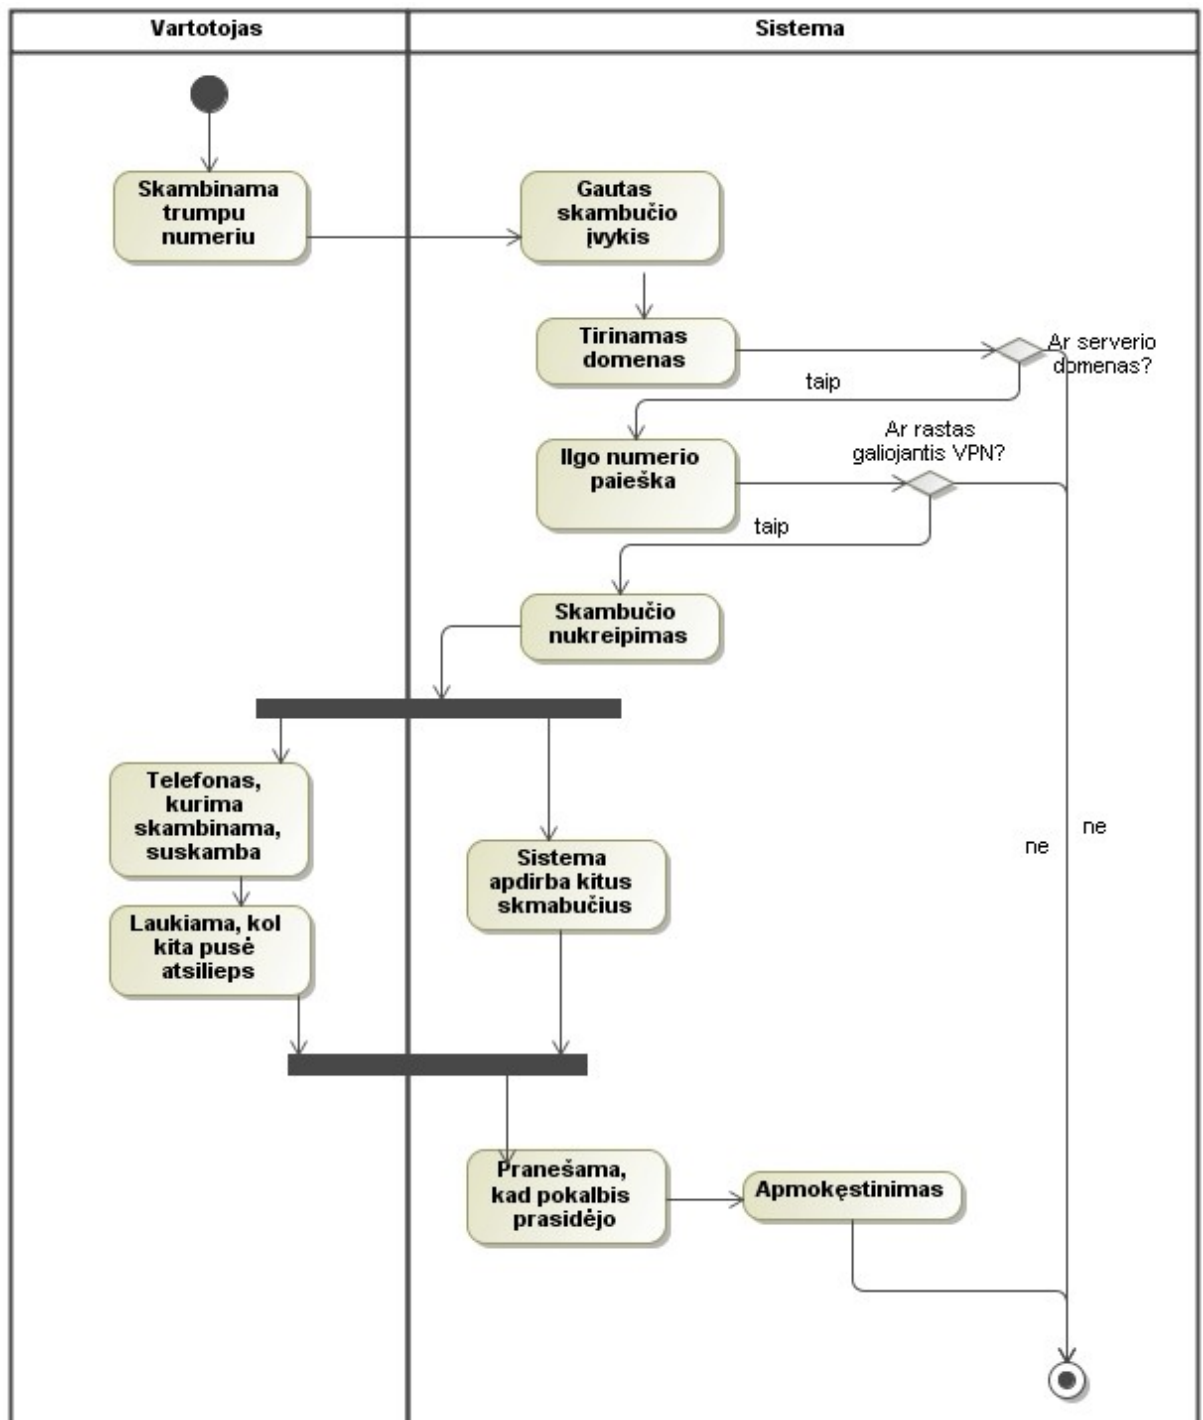 Vartotojas
Sistema
Skambinama
trumpu
numeriu
Gautas
skambučio
įvykis
Tirinamas
domenas
Ar serverio
domenas?
taip
Ilgo numerio
paieška
Ar rastas
galiojantis VPN?
taip
Skambučio
nukreipimas
Telefonas,
kurima
skambinama,
suskamba
Sistema
apdirba kitus
skmabučius
ne
ne
Laukiama, kol
kita pusė
atsilieps
Pranešama,
kad pokalbis
prasidėjo
Apmokęstinimas